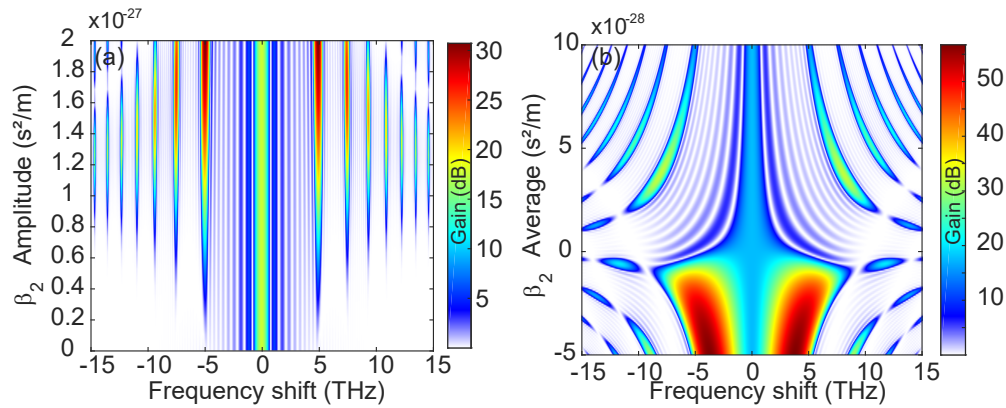 x10⁻²⁷
(a)
2
1.8
1.6
1.4
1.2
1
0.8
0.6
0.4
0.2
0
β₂ Amplitude (s²/m)
-15 -10 -5 0 5 10 15
Frequency shift (THz)
30
25
20
15
10
5
Gain (dB)
x10⁻²⁸
(b)
10
5
0
-5
β₂ Average (s²/m)
-15 -10 -5 0 5 10 15
Frequency shift (THz)
50
40
30
20
10
Gain (dB)